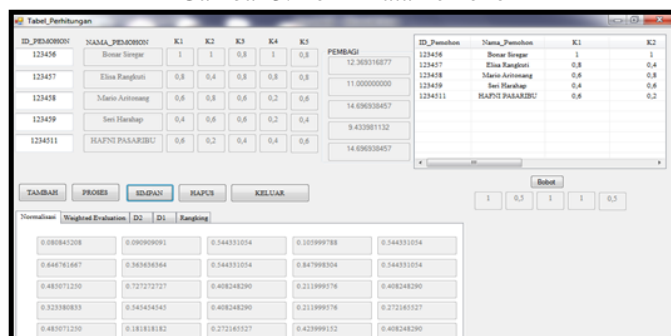 Tabel_Perhitungan
ID_PEMOHON NAMA_PEMOHON K1 K2 K3 K4 K5
123456 Bonar Siregar 1 1 0,8 1 0,8
123457 Elisa Rangkuti 0,8 0,4 0,8 0,8 0,8
123458 Mario Aritonang 0,6 0,8 0,6 0,2 0,6
123459 Seri Harahap 0,4 0,6 0,6 0,2 0,4
1234511 HAFNI PASARIBU 0,6 0,2 0,4 0,4 0,6
PEMBAGI
12.369316877
11.000000000
14.696938457
9.433981132
14.696938457
ID_Pemohon Nama_Pemohon K1 K2
123456 Bonar Siregar 1 1
123457 Elisa Rangkuti 0,8 0,4
123458 Mario Aritonang 0,6 0,8
123459 Seri Harahap 0,4 0,6
1234511 HAFNI PASARIBU 0,6 0,2
TAMBAH PROSES SIMPAN HAPUS KELUAR
Bobot
1 0,5 1 1 0,5
Normalisasi Weighted Evaluation D2 D1 Rangking
0.080845208 0.090909091 0.544331054 0.105999788 0.544331054
0.646761667 0.363636364 0.544331054 0.847998304 0.544331054
0.485071250 0.727272727 0.408248290 0.211999576 0.408248290
0.323380833 0.545454545 0.408248290 0.211999576 0.272165527
0.485071250 0.181818182 0.272165527 0.423999152 0.408248290